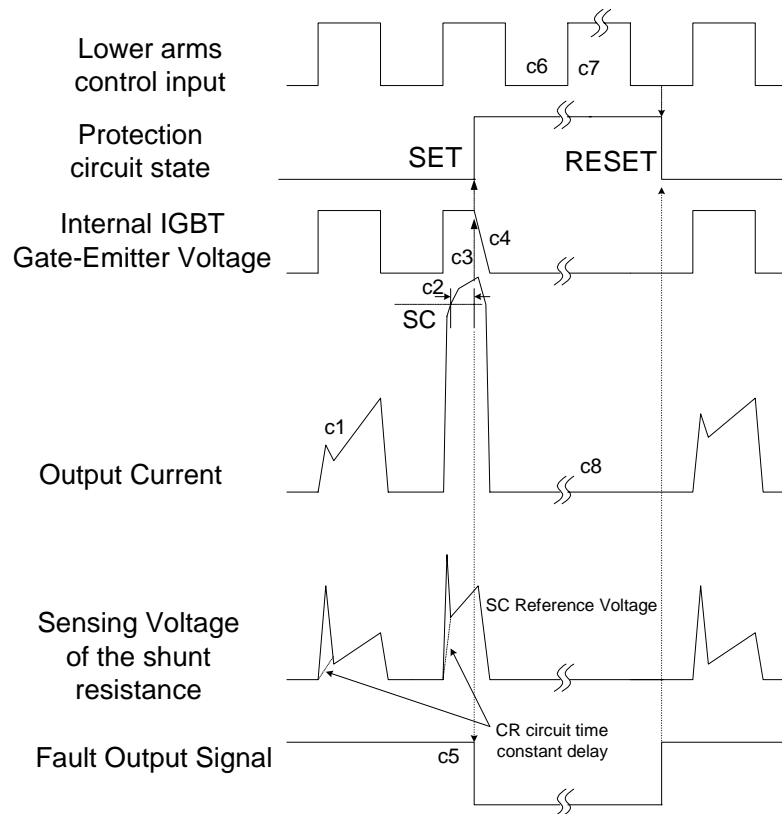 Lower arms
control input
c6
c7
Protection
circuit state
SET
RESET
Internal IGBT
Gate-Emitter Voltage
c4
c3
c2
SC
c1
Output Current
c8
SC Reference Voltage
Sensing Voltage
of the shunt
resistance
CR circuit time
constant delay
Fault Output Signal
c5